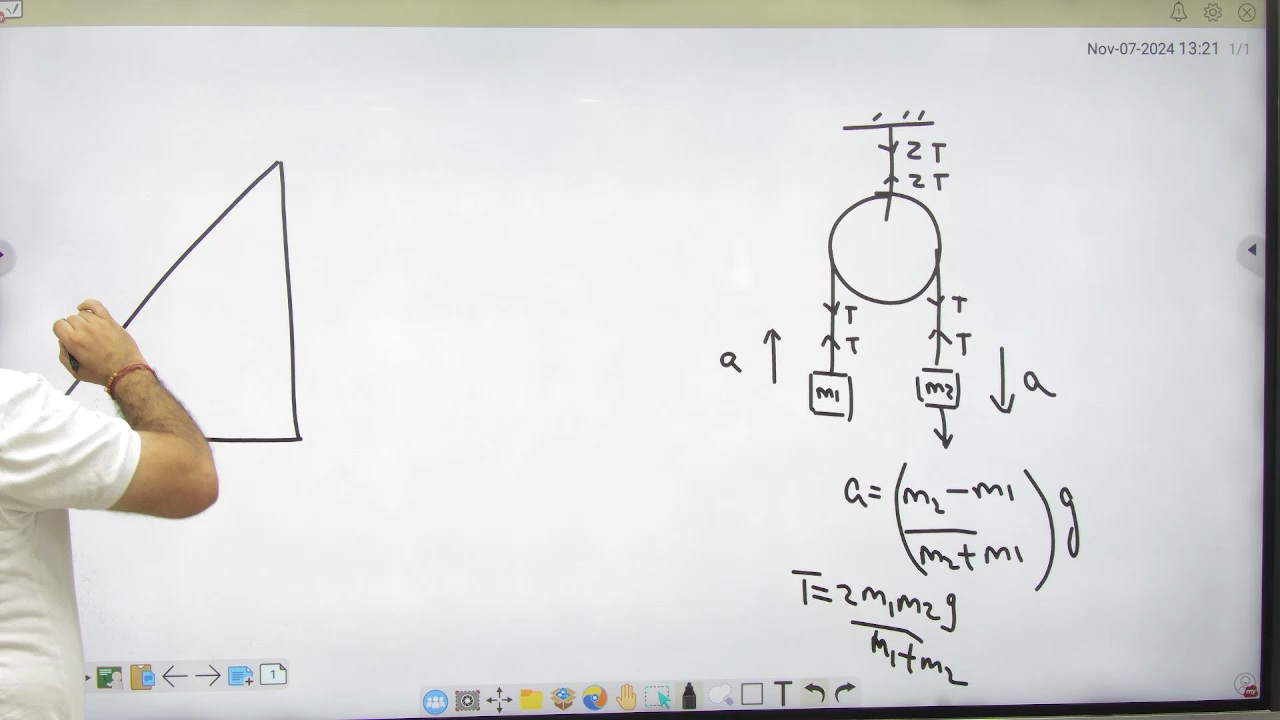 Nov-07-2024 13:21 1/1
2T
2T
T
T
T
T
a
a
m1
m2
a = (m2 - m1 / m2 + m1) g
T = 2m1m2g / m1+m2
1
T
my